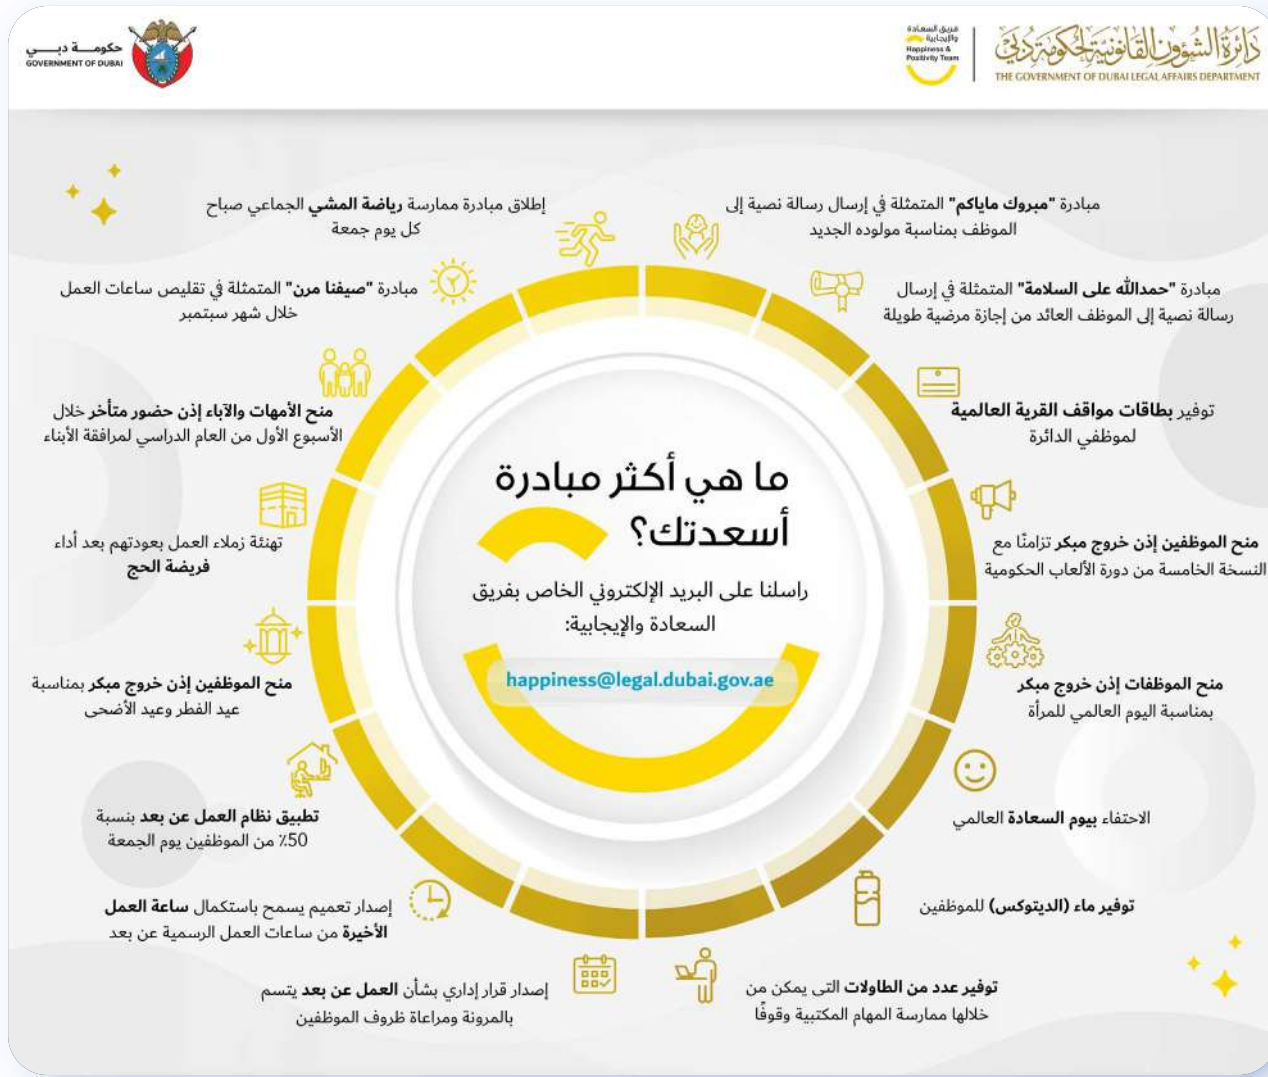 دائرة الشؤون القانونية لحكومة دبي
THE GOVERNMENT OF DUBAI LEGAL AFFAIRS DEPARTMENT
فريق السعادة
والإيجابية
Happiness &
Positivity Team
حكومـــة دبـــــي
GOVERNMENT OF DUBAI
مبادرة "مبروك ماياكم" المتمثلة في إرسال رسالة نصية إلى
الموظف بمناسبة مولوده الجديد
مبادرة "حمدالله على السلامة" المتمثلة في إرسال
رسالة نصية إلى الموظف العائد من إجازة مرضية طويلة
توفير بطاقات مواقف القرية العالمية
لموظفي الدائرة
منح الموظفين إذن خروج مبكر تزامنًا مع
النسخة الخامسة من دورة الألعاب الحكومية
منح الموظفات إذن خروج مبكر
بمناسبة اليوم العالمي للمرأة
الاحتفاء بيوم السعادة العالمي
توفير ماء (الديتوكس) للموظفين
توفير عدد من الطاولات التي يمكن من
خلالها ممارسة المهام المكتبية وقوفًا
ما هي أكثر مبادرة
أسعدتك؟
راسلنا على البريد الإلكتروني الخاص بفريق
السعادة والإيجابية:
happiness@legal.dubai.gov.ae
إطلاق مبادرة ممارسة رياضة المشي الجماعي صباح
كل يوم جمعة
مبادرة "صيفنا مرن" المتمثلة في تقليص ساعات العمل
خلال شهر سبتمبر
منح الأمهات والآباء إذن حضور متأخر خلال
الأسبوع الأول من العام الدراسي لمرافقة الأبناء
تهنئة زملاء العمل بعودتهم بعد أداء
فريضة الحج
منح الموظفين إذن خروج مبكر بمناسبة
عيد الفطر وعيد الأضحى
تطبيق نظام العمل عن بعد بنسبة
50٪ من الموظفين يوم الجمعة
إصدار تعميم يسمح باستكمال ساعة العمل
الأخيرة من ساعات العمل الرسمية عن بعد
إصدار قرار إداري بشأن العمل عن بعد يتسم
بالمرونة ومراعاة ظروف الموظفين